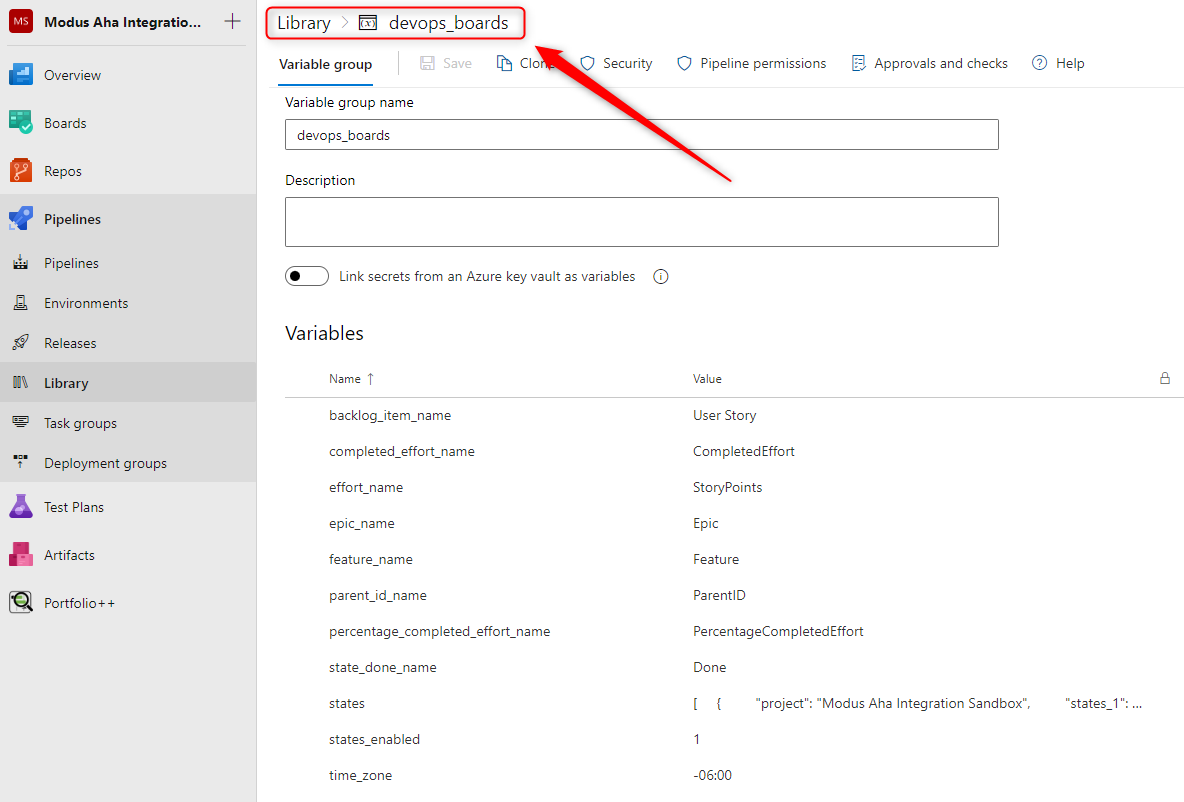 MS Modus Aha Integratio... +
Overview
Boards
Repos
Pipelines
Pipelines
Environments
Releases
Library
Task groups
Deployment groups
Test Plans
Artifacts
Portfolio++
Library > (x) devops_boards
Variable group Save Clone Security Pipeline permissions Approvals and checks ? Help
Variable group name
devops_boards
Description
Link secrets from an Azure key vault as variables i
Variables
Name ↑ Value
backlog_item_name User Story
completed_effort_name CompletedEffort
effort_name StoryPoints
epic_name Epic
feature_name Feature
parent_id_name ParentID
percentage_completed_effort_name PercentageCompletedEffort
state_done_name Done
states [ { "project": "Modus Aha Integration Sandbox", "states_1": ...
states_enabled 1
time_zone -06:00